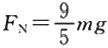 F_N = 9/5 mg